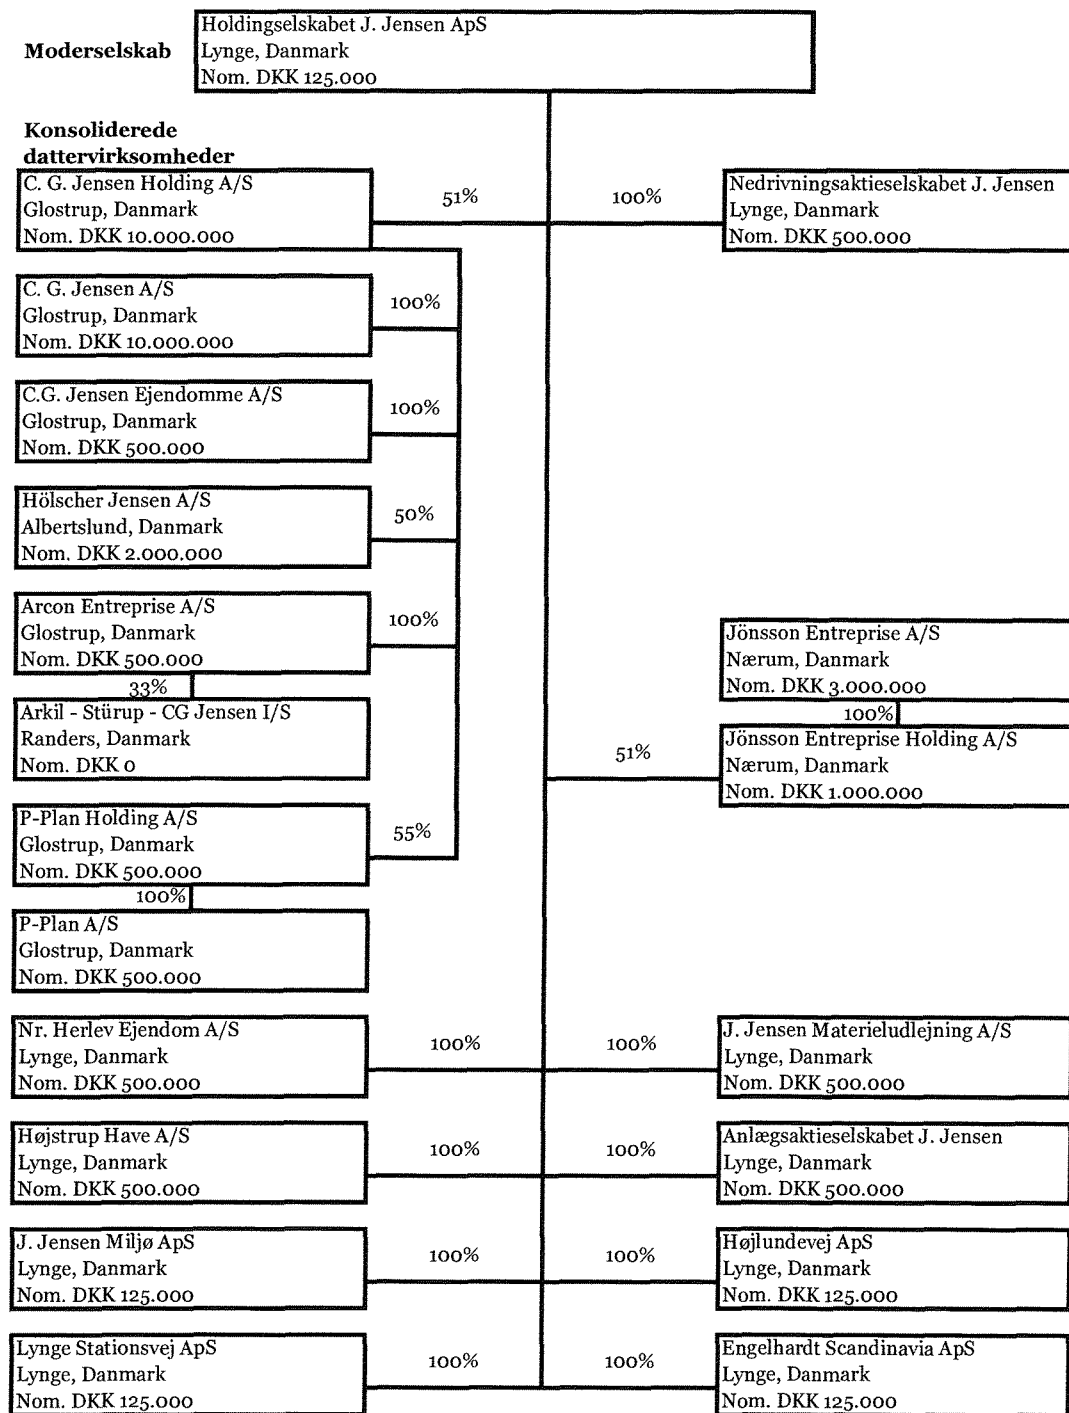 Moderselskab
Holdingselskabet J. Jensen ApS
Lynge, Danmark
Nom. DKK 125.000
Konsoliderede
dattervirksomheder
C. G. Jensen Holding A/S
Glostrup, Danmark
Nom. DKK 10.000.000
51%
100%
Nedrivningsaktieselskabet J. Jensen
Lynge, Danmark
Nom. DKK 500.000
C. G. Jensen A/S
Glostrup, Danmark
Nom. DKK 10.000.000
100%
C.G. Jensen Ejendomme A/S
Glostrup, Danmark
Nom. DKK 500.000
100%
Hölscher Jensen A/S
Albertslund, Danmark
Nom. DKK 2.000.000
50%
Arcon Entreprise A/S
Glostrup, Danmark
Nom. DKK 500.000
100%
33%
Arkil - Stürup - CG Jensen I/S
Randers, Danmark
Nom. DKK 0
Jönsson Entreprise A/S
Nærum, Danmark
Nom. DKK 3.000.000
100%
Jönsson Entreprise Holding A/S
Nærum, Danmark
Nom. DKK 1.000.000
51%
P-Plan Holding A/S
Glostrup, Danmark
Nom. DKK 500.000
55%
100%
P-Plan A/S
Glostrup, Danmark
Nom. DKK 500.000
Nr. Herlev Ejendom A/S
Lynge, Danmark
Nom. DKK 500.000
100%
100%
J. Jensen Materieludlejning A/S
Lynge, Danmark
Nom. DKK 500.000
Højstrup Have A/S
Lynge, Danmark
Nom. DKK 500.000
100%
100%
Anlægsaktieselskabet J. Jensen
Lynge, Danmark
Nom. DKK 500.000
J. Jensen Miljø ApS
Lynge, Danmark
Nom. DKK 125.000
100%
100%
Højlundevej ApS
Lynge, Danmark
Nom. DKK 125.000
Lynge Stationsvej ApS
Lynge, Danmark
Nom. DKK 125.000
100%
100%
Engelhardt Scandinavia ApS
Lynge, Danmark
Nom. DKK 125.000